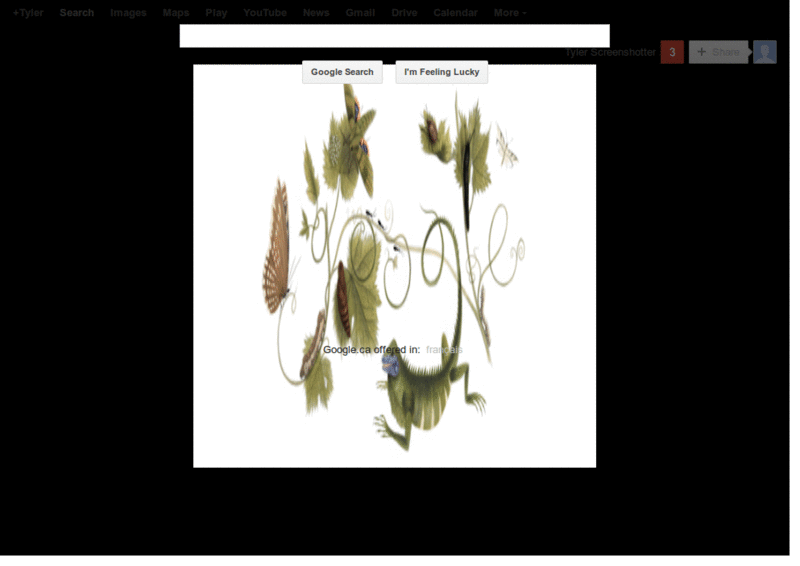 +Tyler Search Images Maps Play YouTube News Gmail Drive Calendar More
Tyler Screenshotter 3 + Share
Google Search I'm Feeling Lucky
Google.ca offered in: français